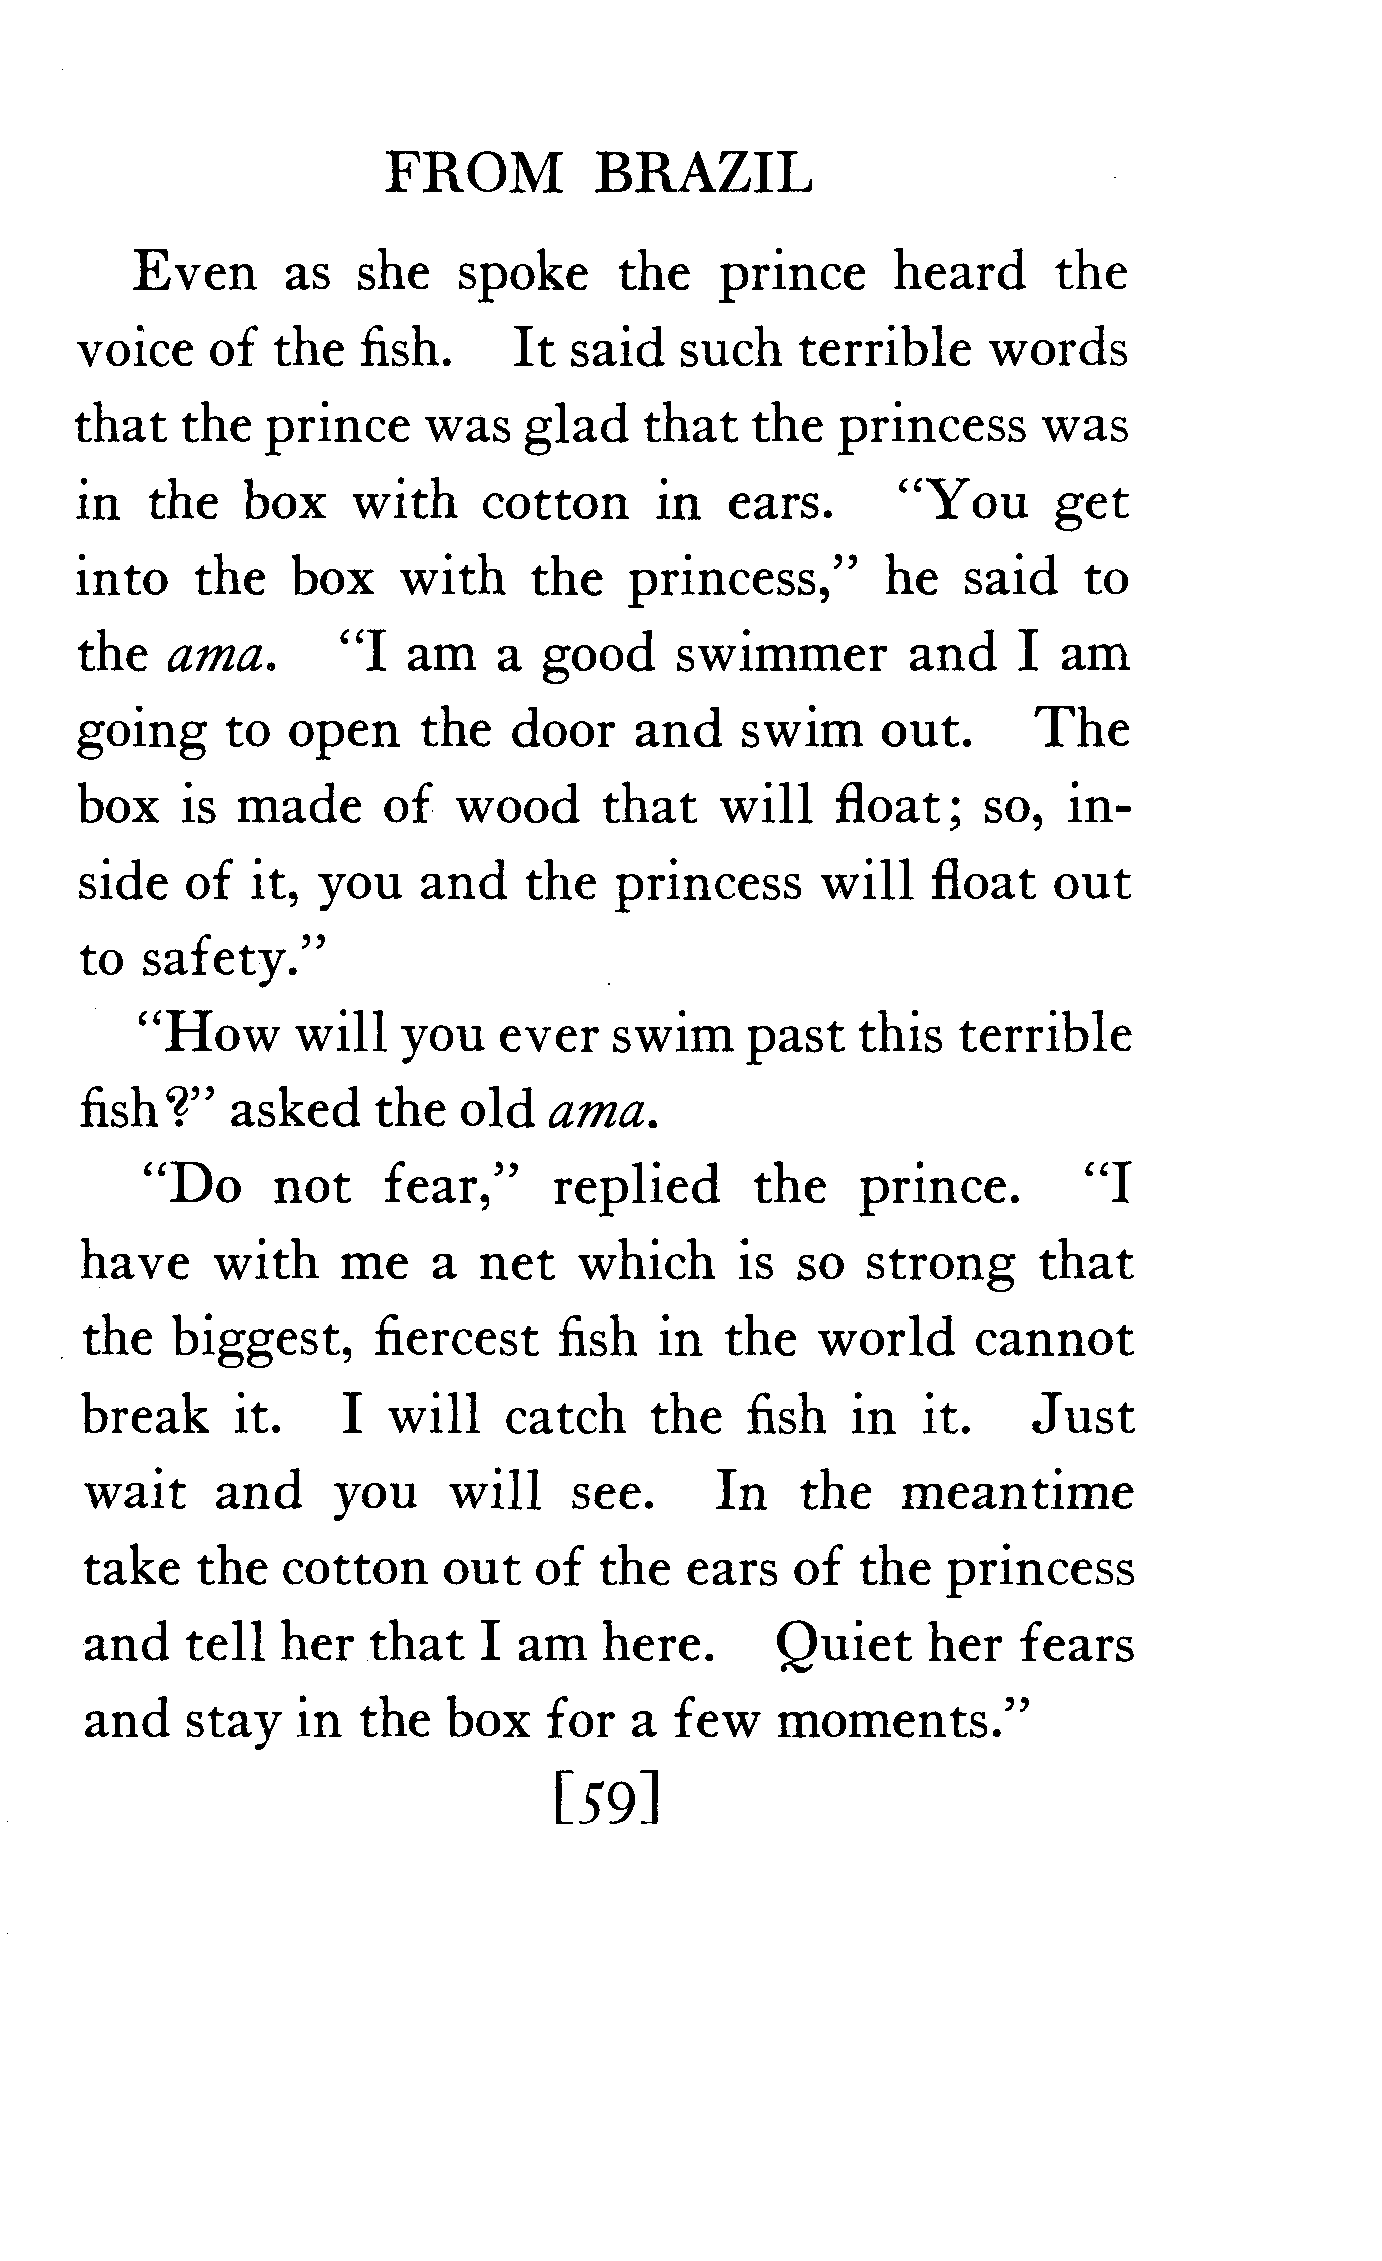 FROM BRAZIL
Even as she spoke the prince heard the
voice of the fish. It said such terrible words
that the prince was glad that the princess was
in the box with cotton in ears. “You get
into the box with the princess,” he said to
the ama. “I am a good swimmer and I am
going to open the door and swim out. The
box is made of wood that will float; so, in-
side of it, you and the princess will float out
to safety.”
“How will you ever swim past this terrible
fish?” asked the old ama.
“Do not fear,” replied the prince. “I
have with me a net which is so strong that
the biggest, fiercest fish in the world cannot
break it. I will catch the fish in it. Just
wait and you will see. In the meantime
take the cotton out of the ears of the princess
and tell her that I am here. Quiet her fears
and stay in the box for a few moments.”
[59]